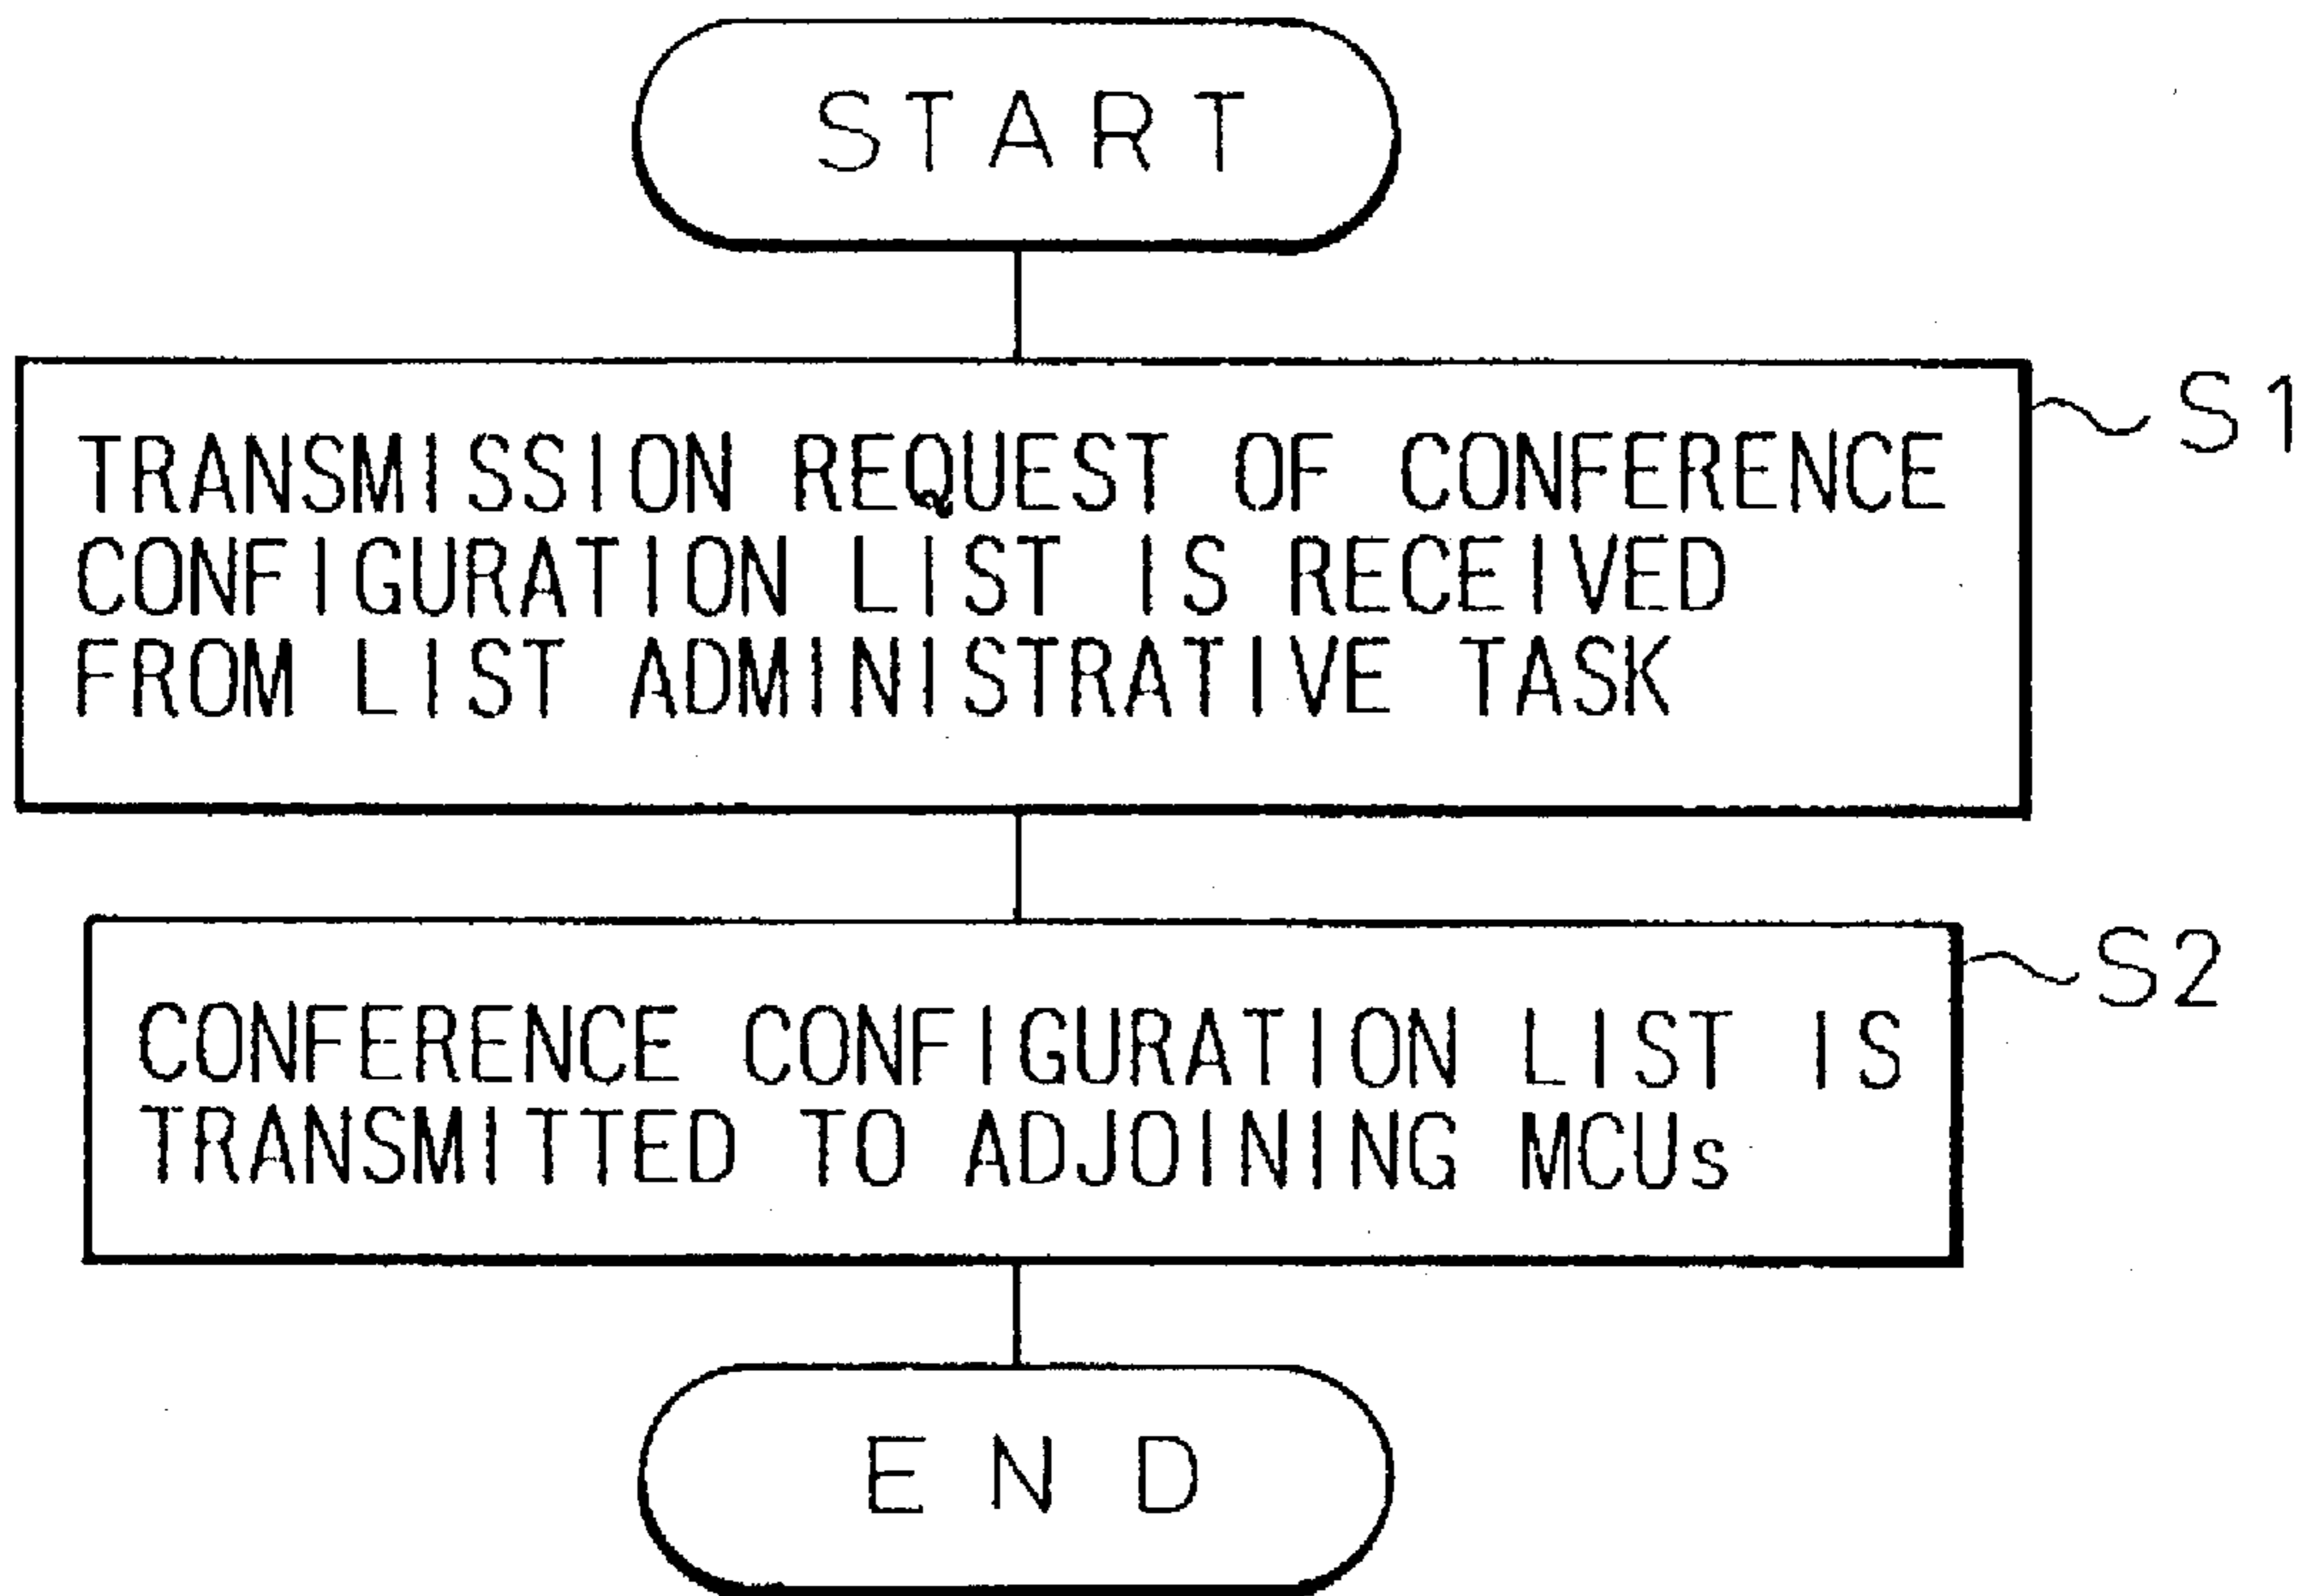 START
S1
TRANSMISSION REQUEST OF CONFERENCE
CONFIGURATION LIST IS RECEIVED
FROM LIST ADMINISTRATIVE TASK
S2
CONFERENCE CONFIGURATION LIST IS
TRANSMITTED TO ADJOINING MCUs
END